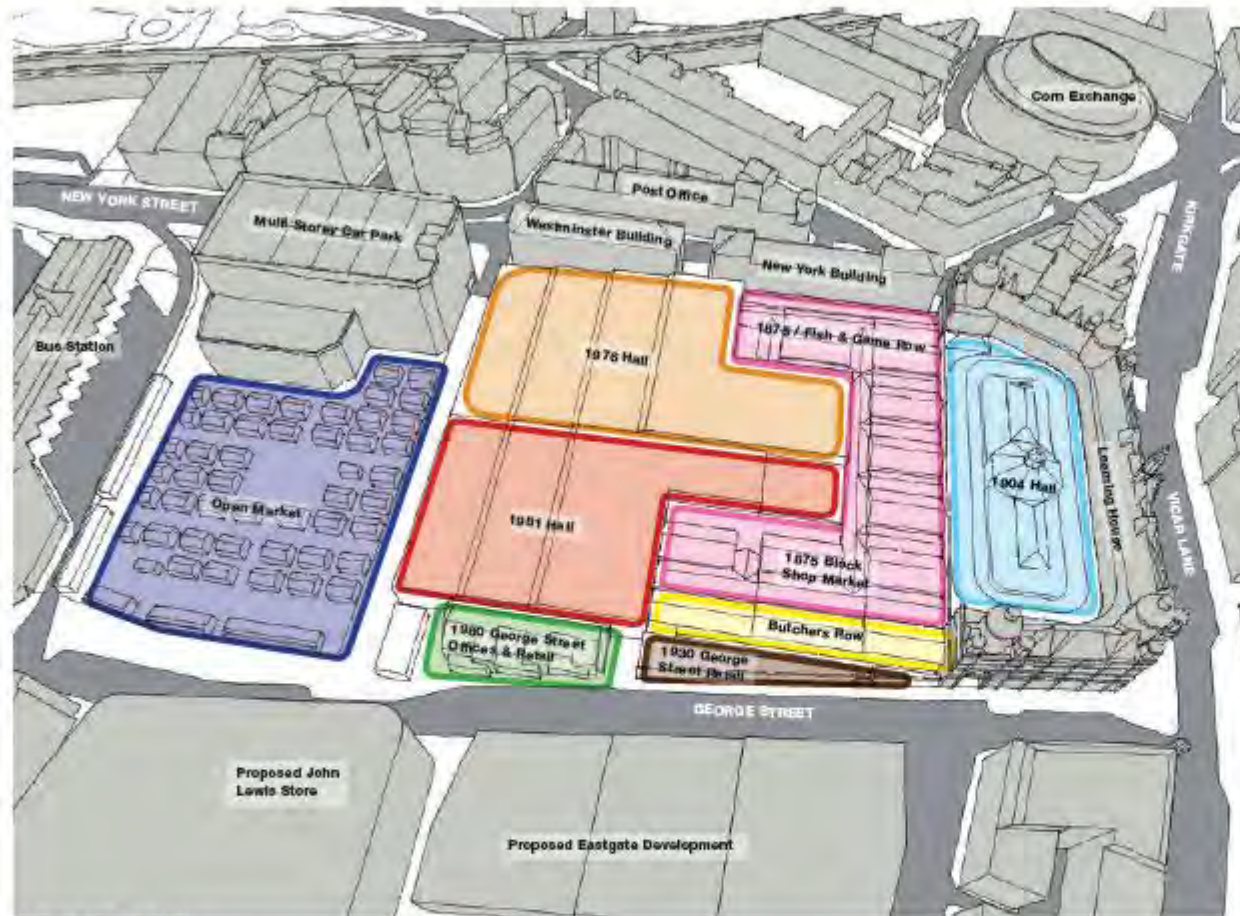 Corn Exchange
Post Office
NEW YORK STREET
Multi-Storey Car Park
Westminster Building
New York Building
KIRKGATE
Bus Station
1976 Hall
1875 / Fish & Game Row
Open Market
1981 Hall
1904 Hall
Leeming House
VICAR LANE
1875 Block
Shop Market
Butchers Row
1980 George Street
Offices & Retail
1930 George
Street Retail
GEORGE STREET
Proposed John
Lewis Store
Proposed Eastgate Development